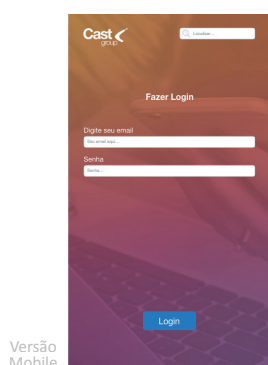 Cast
group
Localizar...
Fazer Login
Digite seu email
Seu email aqui...
Senha
Senha...
Login
Versão
Mobile